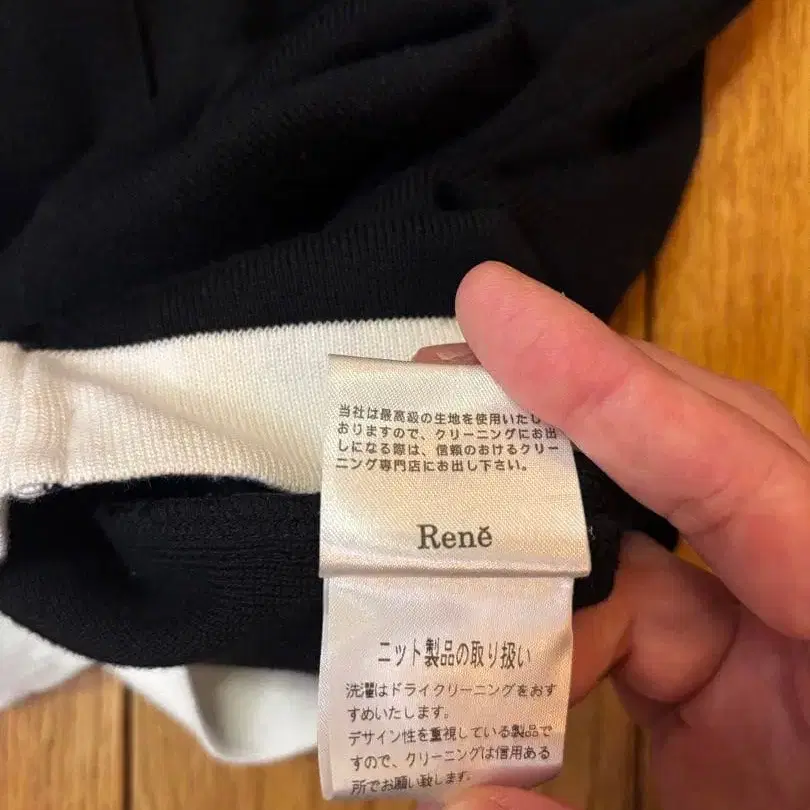 当社は最高級の生地を使用いたし
おりますので、クリーニングにお出
しになる際は、信頼のおけるクリー
ニング専門店にお出し下さい。
Renĕ
ニット製品の取り扱い
洗濯はドライクリーニングをおす
すめいたします。
デザイン性を重視している製品で
すので、クリーニングは信用ある
所でお願い致します。